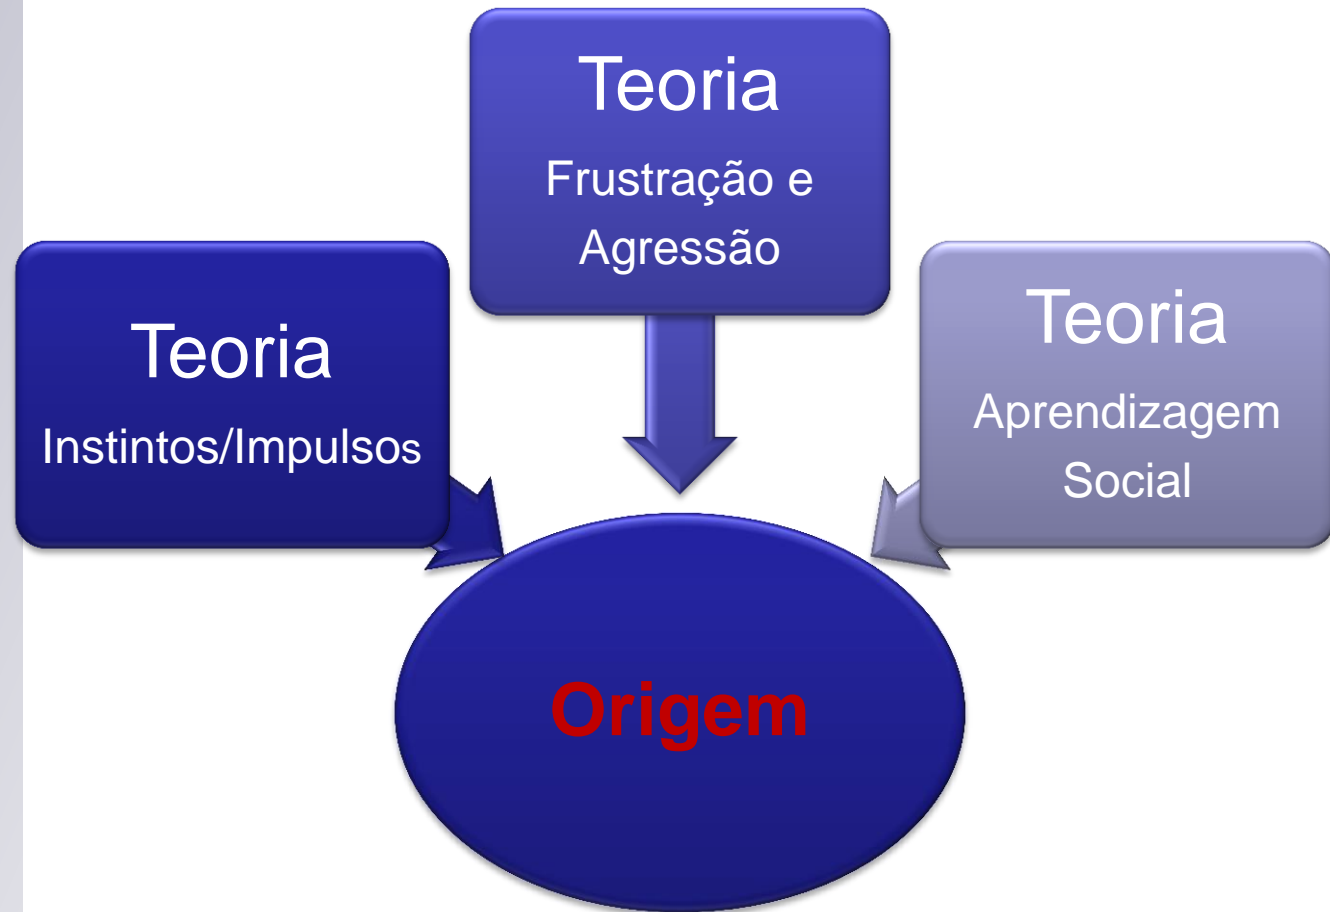 Teoria
Frustração e
Agressão
Teoria
Instintos/Impulsos
Teoria
Aprendizagem
Social
Origem